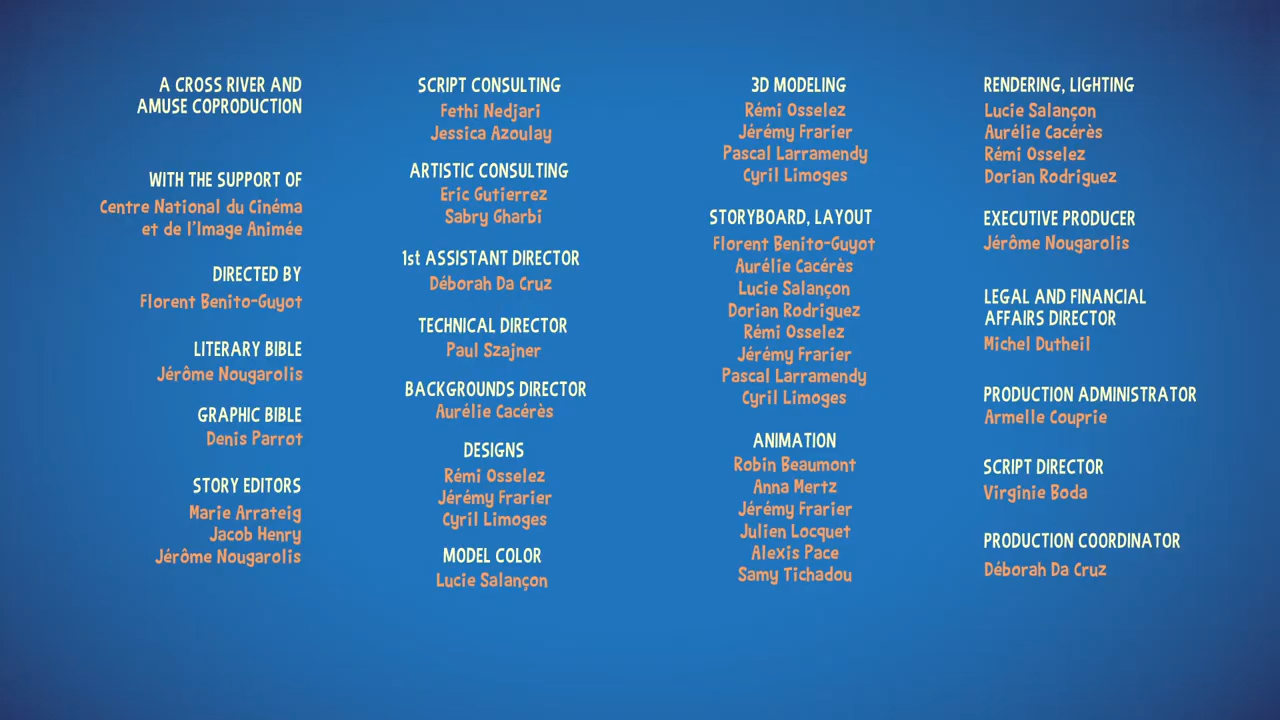 A CROSS RIVER AND
AMUSE COPRODUCTION
WITH THE SUPPORT OF
Centre National du Cinéma
et de l'Image Animée
DIRECTED BY
Florent Benito-Guyot
LITERARY BIBLE
Jérôme Nougarolis
GRAPHIC BIBLE
Denis Parrot
STORY EDITORS
Marie Arrateig
Jacob Henry
Jérôme Nougarolis
SCRIPT CONSULTING
Fethi Nedjari
Jessica Azoulay
ARTISTIC CONSULTING
Eric Gutierrez
Sabry Gharbi
1st ASSISTANT DIRECTOR
Déborah Da Cruz
TECHNICAL DIRECTOR
Paul Szajner
BACKGROUNDS DIRECTOR
Aurélie Cacérès
DESIGNS
Rémi Osselez
Jérémy Frarier
Cyril Limoges
MODEL COLOR
Lucie Salançon
3D MODELING
Rémi Osselez
Jérémy Frarier
Pascal Larramendy
Cyril Limoges
STORYBOARD, LAYOUT
Florent Benito-Guyot
Aurélie Cacérès
Lucie Salançon
Dorian Rodriguez
Rémi Osselez
Jérémy Frarier
Pascal Larramendy
Cyril Limoges
ANIMATION
Robin Beaumont
Anna Mertz
Jérémy Frarier
Julien Locquet
Alexis Pace
Samy Tichadou
RENDERING, LIGHTING
Lucie Salançon
Aurélie Cacérès
Rémi Osselez
Dorian Rodriguez
EXECUTIVE PRODUCER
Jérôme Nougarolis
LEGAL AND FINANCIAL
AFFAIRS DIRECTOR
Michel Dutheil
PRODUCTION ADMINISTRATOR
Armelle Couprie
SCRIPT DIRECTOR
Virginie Boda
PRODUCTION COORDINATOR
Déborah Da Cruz